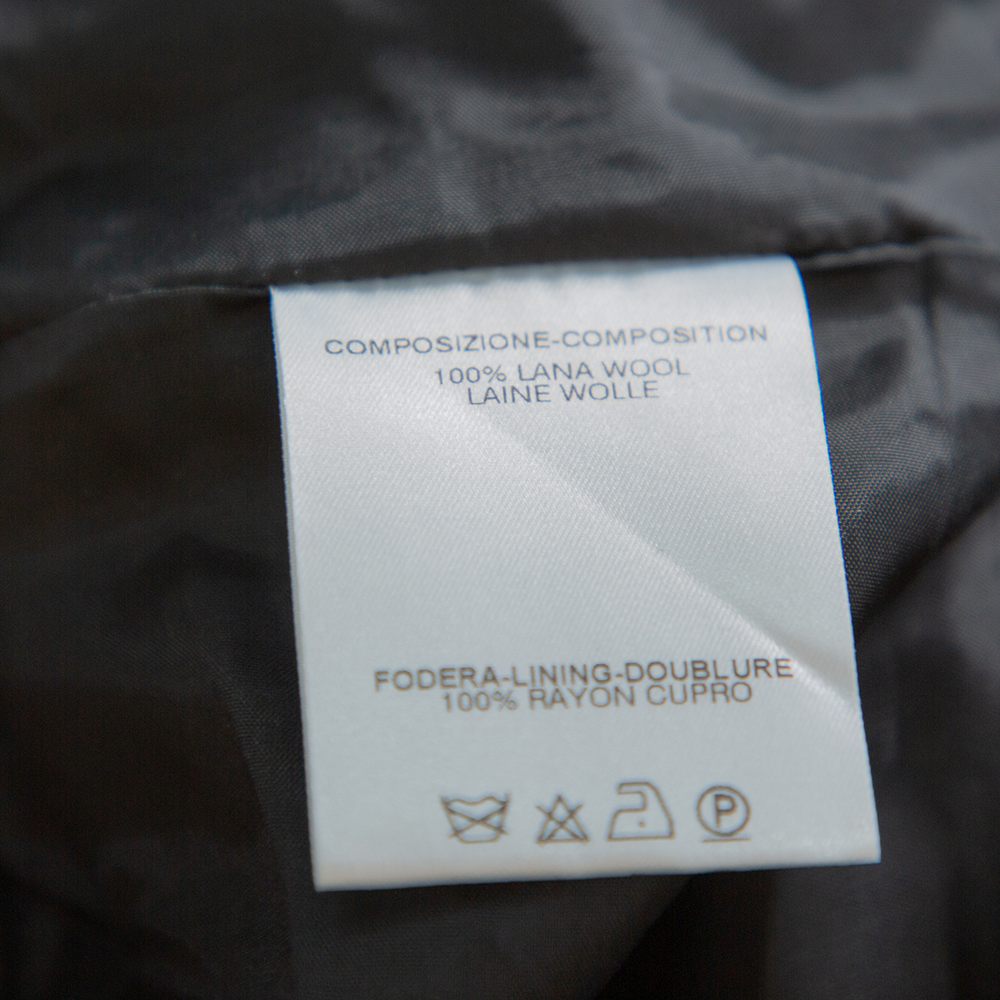 COMPOSIZIONE-COMPOSITION
100% LANA WOOL
LAINE WOLLE
FODERA-LINING-DOUBLURE
100% RAYON CUPRO
P